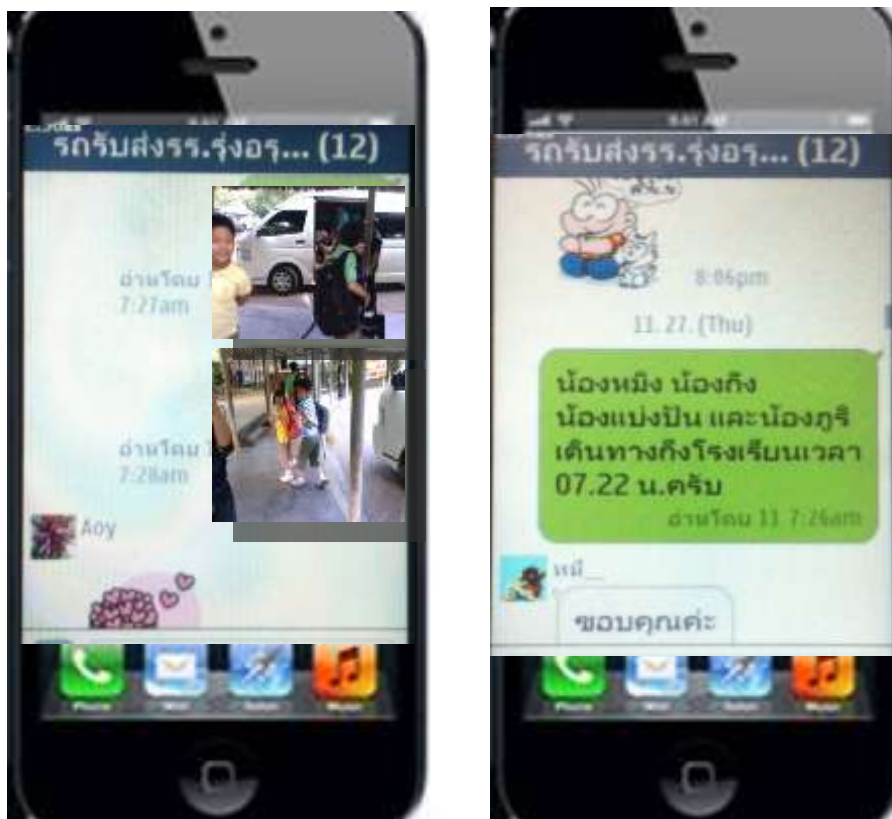 รถรับส่งรร.รุ่งอรุ... (12)
อ่านโดย
7:27am
อ่านโดย
7:28am
Aoy
Phone
Music
รถรับส่งรร.รุ่งอรุ... (12)
8:06pm
11. 27. (Thu)
น้องหมิง น้องถึง
น้องแบ่งปัน และน้องภูริ
เดินทางถึงโรงเรียนเวลา
07.22 น.ครับ
อ่านโดย 11 7:26am
หมี__
ขอบคุณค่ะ
Phone
Music